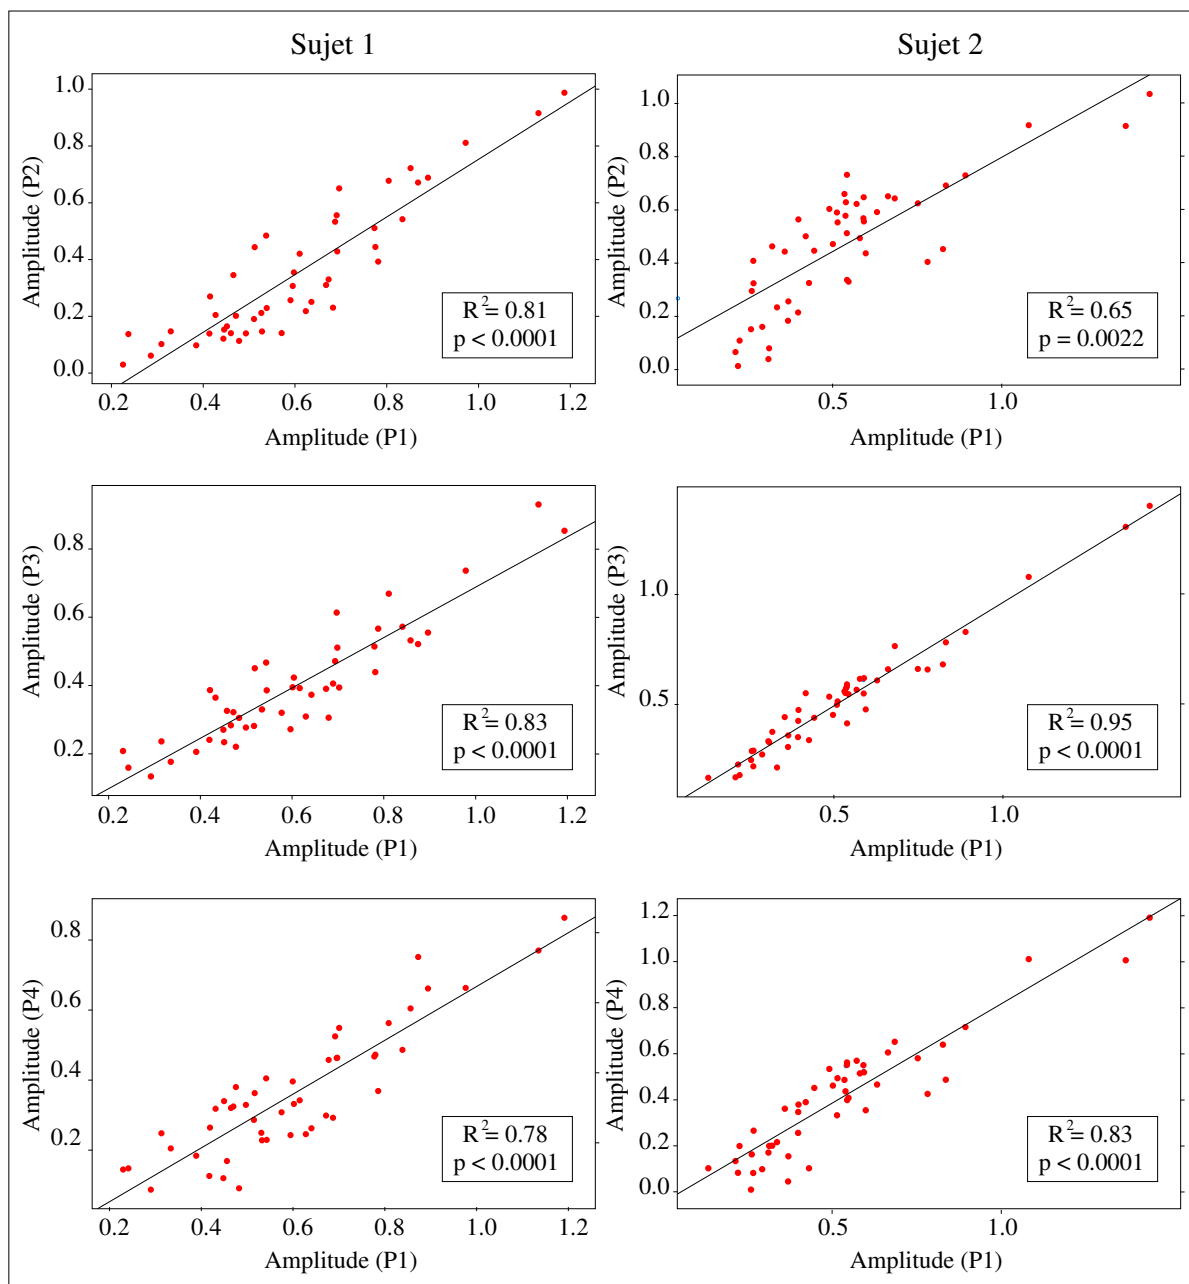 Sujet 1
Sujet 2
Amplitude (P2)
1.0
0.8
0.6
0.4
0.2
0.0
R²= 0.81
p < 0.0001
0.2 0.4 0.6 0.8 1.0 1.2
Amplitude (P1)
Amplitude (P2)
1.0
0.8
0.6
0.4
0.2
0.0
R²= 0.65
p = 0.0022
0.5 1.0
Amplitude (P1)
Amplitude (P3)
0.8
0.6
0.4
0.2
R²= 0.83
p < 0.0001
0.2 0.4 0.6 0.8 1.0 1.2
Amplitude (P1)
Amplitude (P3)
1.0
0.5
R²= 0.95
p < 0.0001
0.5 1.0
Amplitude (P1)
Amplitude (P4)
0.8
0.6
0.4
0.2
R²= 0.78
p < 0.0001
0.2 0.4 0.6 0.8 1.0 1.2
Amplitude (P1)
Amplitude (P4)
1.2
1.0
0.8
0.6
0.4
0.2
0.0
R²= 0.83
p < 0.0001
0.5 1.0
Amplitude (P1)